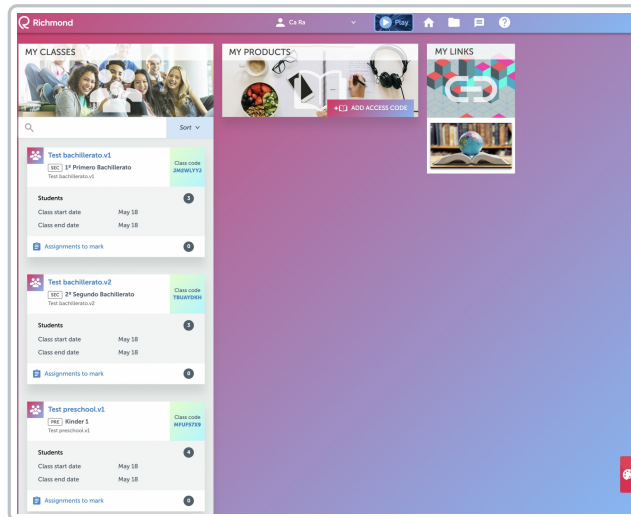 Richmond
Ca Ra
Play
MY CLASSES
MY PRODUCTS
MY LINKS
ADD ACCESS CODE
Sort
Test bachillerato.v1
SEC 1º Primero Bachillerato
Test bachillerato.v1
Class code
JM2WLYYJ
Students 3
Class start date May 18
Class end date May 18
Assignments to mark 0
Test bachillerato.v2
SEC 2º Segundo Bachillerato
Test bachillerato.v2
Class code
TBUAYDKH
Students 3
Class start date May 18
Class end date May 18
Assignments to mark 0
Test preschool.v1
PRE Kinder 1
Test preschool.v1
Class code
MFUFS7X9
Students 4
Class start date May 18
Class end date May 18
Assignments to mark 0